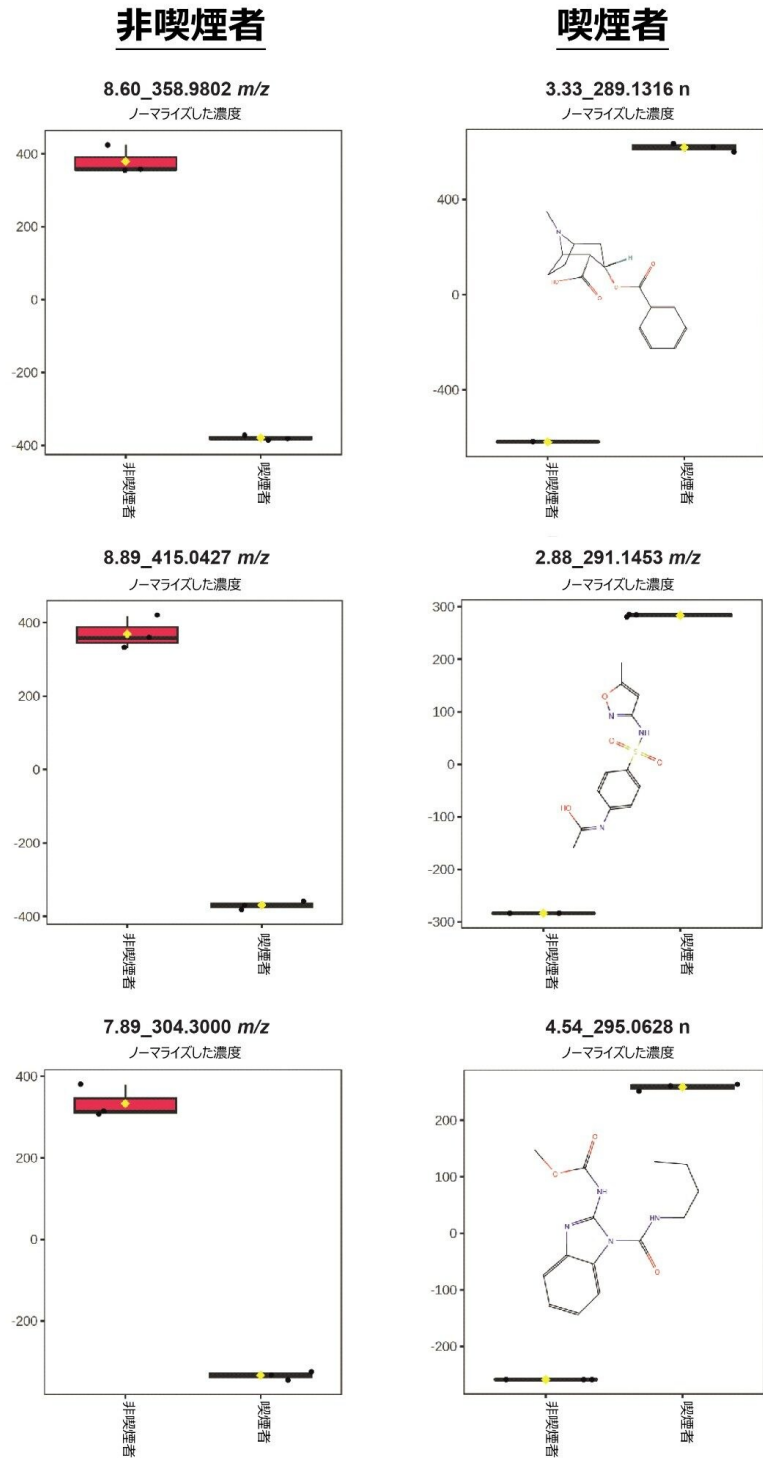 非喫煙者
喫煙者
8.60_358.9802 m/z
ノーマライズした濃度
400
200
0
-200
-400
非喫煙者
喫煙者
3.33_289.1316 n
ノーマライズした濃度
400
0
-400
N
H
HO
O
O
O
非喫煙者
喫煙者
8.89_415.0427 m/z
ノーマライズした濃度
400
200
0
-200
-400
非喫煙者
喫煙者
2.88_291.1453 m/z
ノーマライズした濃度
300
200
100
0
-100
-200
-300
O
N
NH
O
S
O
HO
N
非喫煙者
喫煙者
7.89_304.3000 m/z
ノーマライズした濃度
400
200
0
-200
非喫煙者
喫煙者
4.54_295.0628 n
ノーマライズした濃度
200
100
0
-100
-200
O
O
NH
HN
N
N
O
非喫煙者
喫煙者